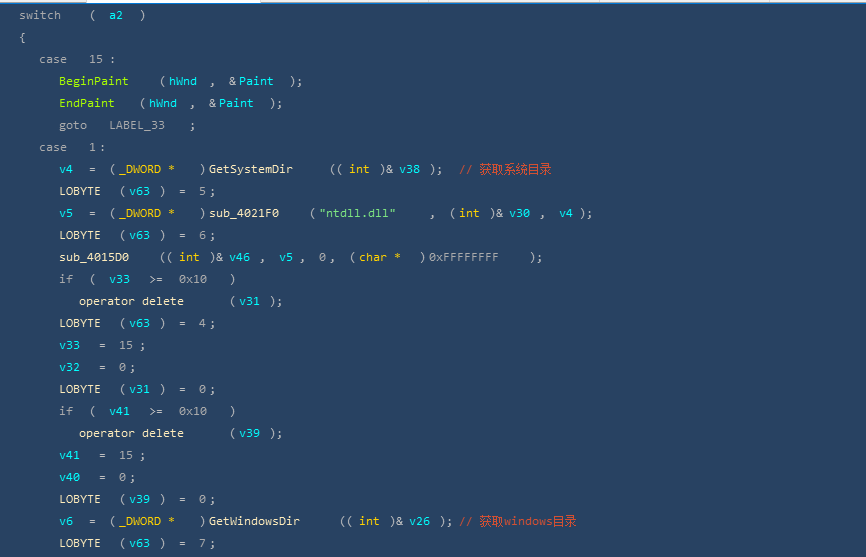 switch ( a2 )
{
case 15 :
BeginPaint ( hWnd , & Paint );
EndPaint ( hWnd , & Paint );
goto LABEL_33 ;
case 1 :
v4 = ( _DWORD * ) GetSystemDir (( int )& v38 ); // 获取系统目录
LOBYTE ( v63 ) = 5 ;
v5 = ( _DWORD * ) sub_4021F0 ( "ntdll.dll" , ( int )& v30 , v4 );
LOBYTE ( v63 ) = 6 ;
sub_4015D0 (( int )& v46 , v5 , 0 , ( char * ) 0xFFFFFFFF );
if ( v33 >= 0x10 )
operator delete ( v31 );
LOBYTE ( v63 ) = 4 ;
v33 = 15 ;
v32 = 0 ;
LOBYTE ( v31 ) = 0 ;
if ( v41 >= 0x10 )
operator delete ( v39 );
v41 = 15 ;
v40 = 0 ;
LOBYTE ( v39 ) = 0 ;
v6 = ( _DWORD * ) GetWindowsDir (( int )& v26 ); // 获取windows目录
LOBYTE ( v63 ) = 7 ;